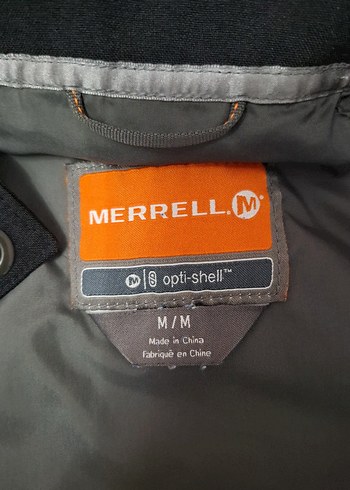 MERRELL. M
M S opti-shell™
M / M
Made in China
Fabriqué en Chine